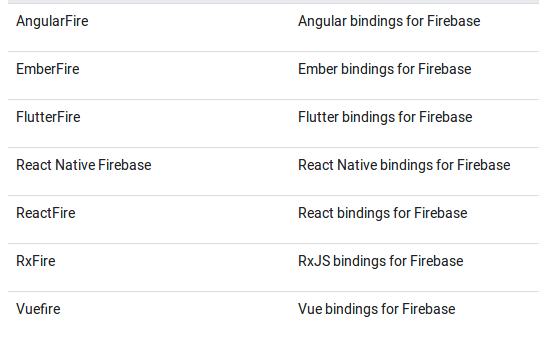 AngularFire Angular bindings for Firebase
EmberFire Ember bindings for Firebase
FlutterFire Flutter bindings for Firebase
React Native Firebase React Native bindings for Firebase
ReactFire React bindings for Firebase
RxFire RxJS bindings for Firebase
Vuefire Vue bindings for Firebase